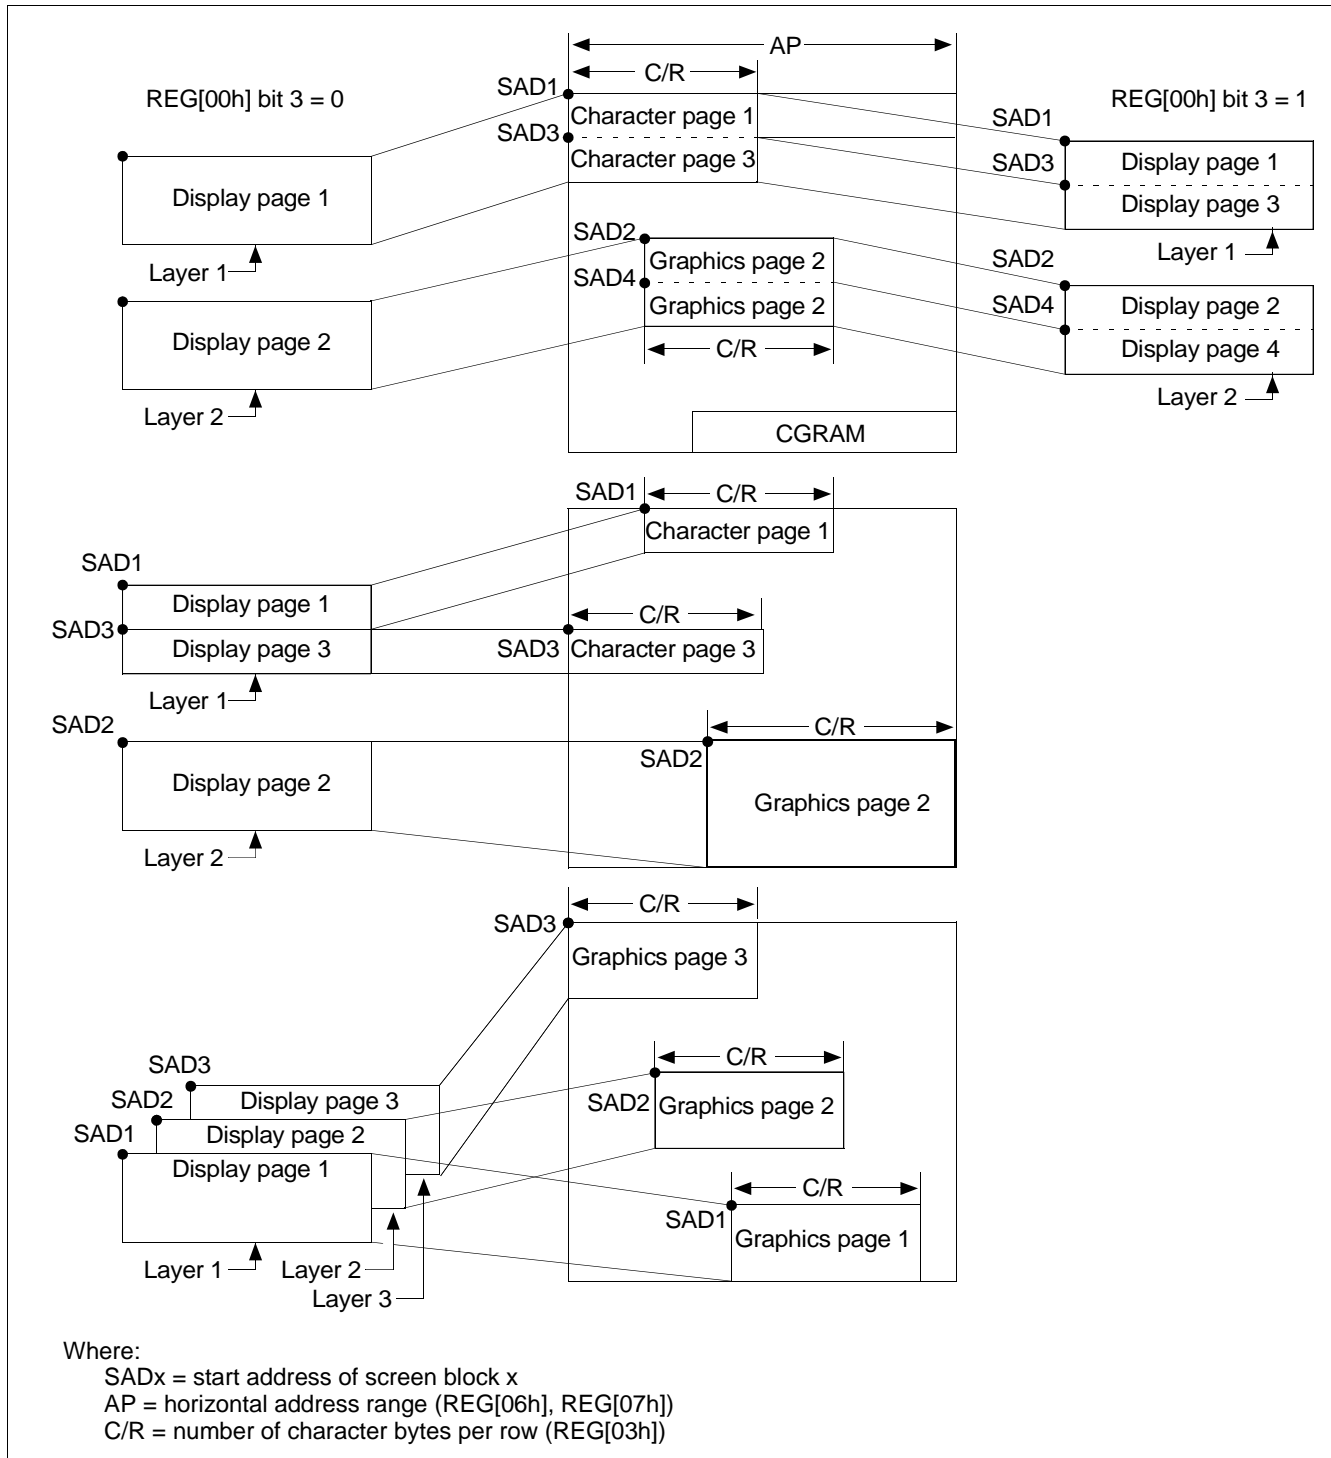 AP
C/R
SAD1
REG[00h] bit 3 = 0
REG[00h] bit 3 = 1
Character page 1
SAD1
SAD3
Character page 3
SAD3
Display page 1
Display page 1
Display page 3
SAD2
Layer 1
Graphics page 2
SAD2
Layer 1
SAD4
Graphics page 2
SAD4
Display page 2
Display page 2
C/R
Display page 4
Layer 2
Layer 2
CGRAM
SAD1
C/R
Character page 1
SAD1
Display page 1
C/R
SAD3
Display page 3
SAD3
Character page 3
Layer 1
SAD2
C/R
SAD2
Display page 2
Graphics page 2
Layer 2
C/R
SAD3
Graphics page 3
SAD3
C/R
SAD2
Display page 3
SAD2
Graphics page 2
SAD1
Display page 2
Display page 1
C/R
SAD1
Graphics page 1
Layer 1
Layer 2
Layer 3
Where:
SADx = start address of screen block x
AP = horizontal address range (REG[06h], REG[07h])
C/R = number of character bytes per row (REG[03h])